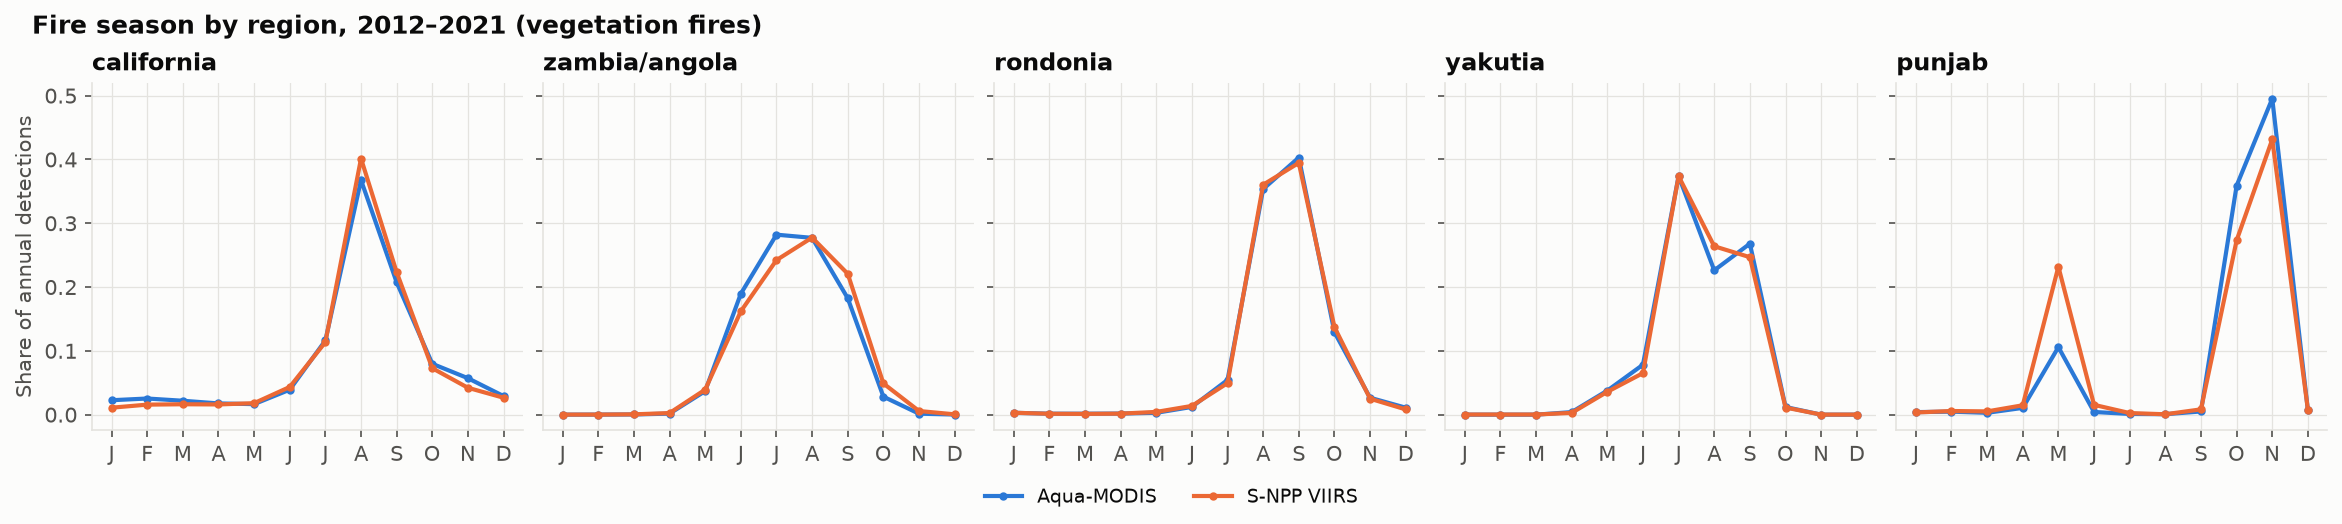 Fire season by region, 2012–2021 (vegetation fires)
california
zambia/angola
rondonia
yakutia
punjab
Share of annual detections
0.5
0.4
0.3
0.2
0.1
0.0
J F M A M J J A S O N D
J F M A M J J A S O N D
J F M A M J J A S O N D
J F M A M J J A S O N D
J F M A M J J A S O N D
Aqua-MODIS
S-NPP VIIRS